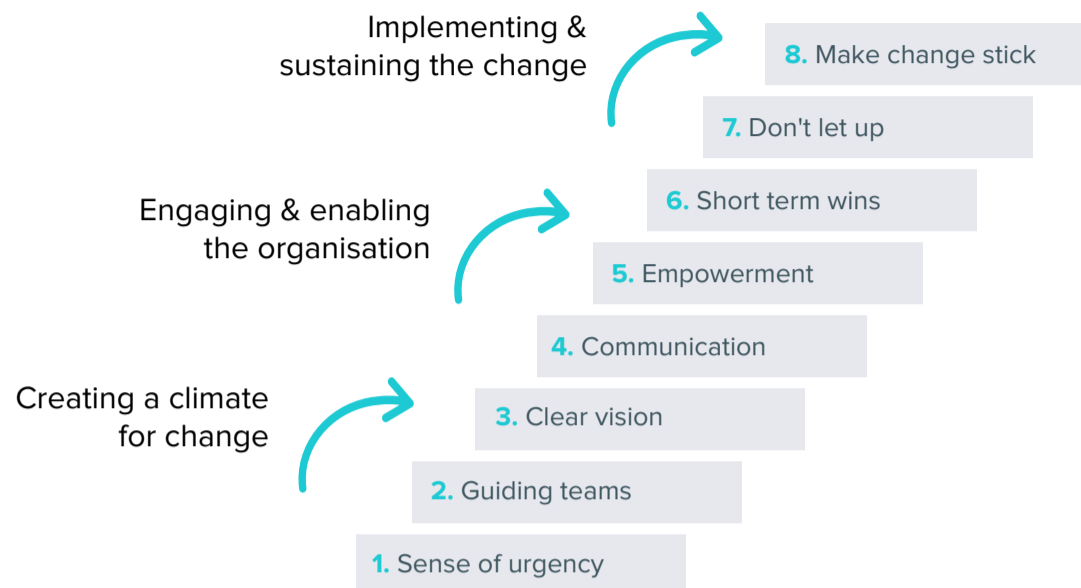 Implementing &
sustaining the change
8. Make change stick
7. Don't let up
Engaging & enabling
the organisation
6. Short term wins
5. Empowerment
4. Communication
Creating a climate
for change
3. Clear vision
2. Guiding teams
1. Sense of urgency